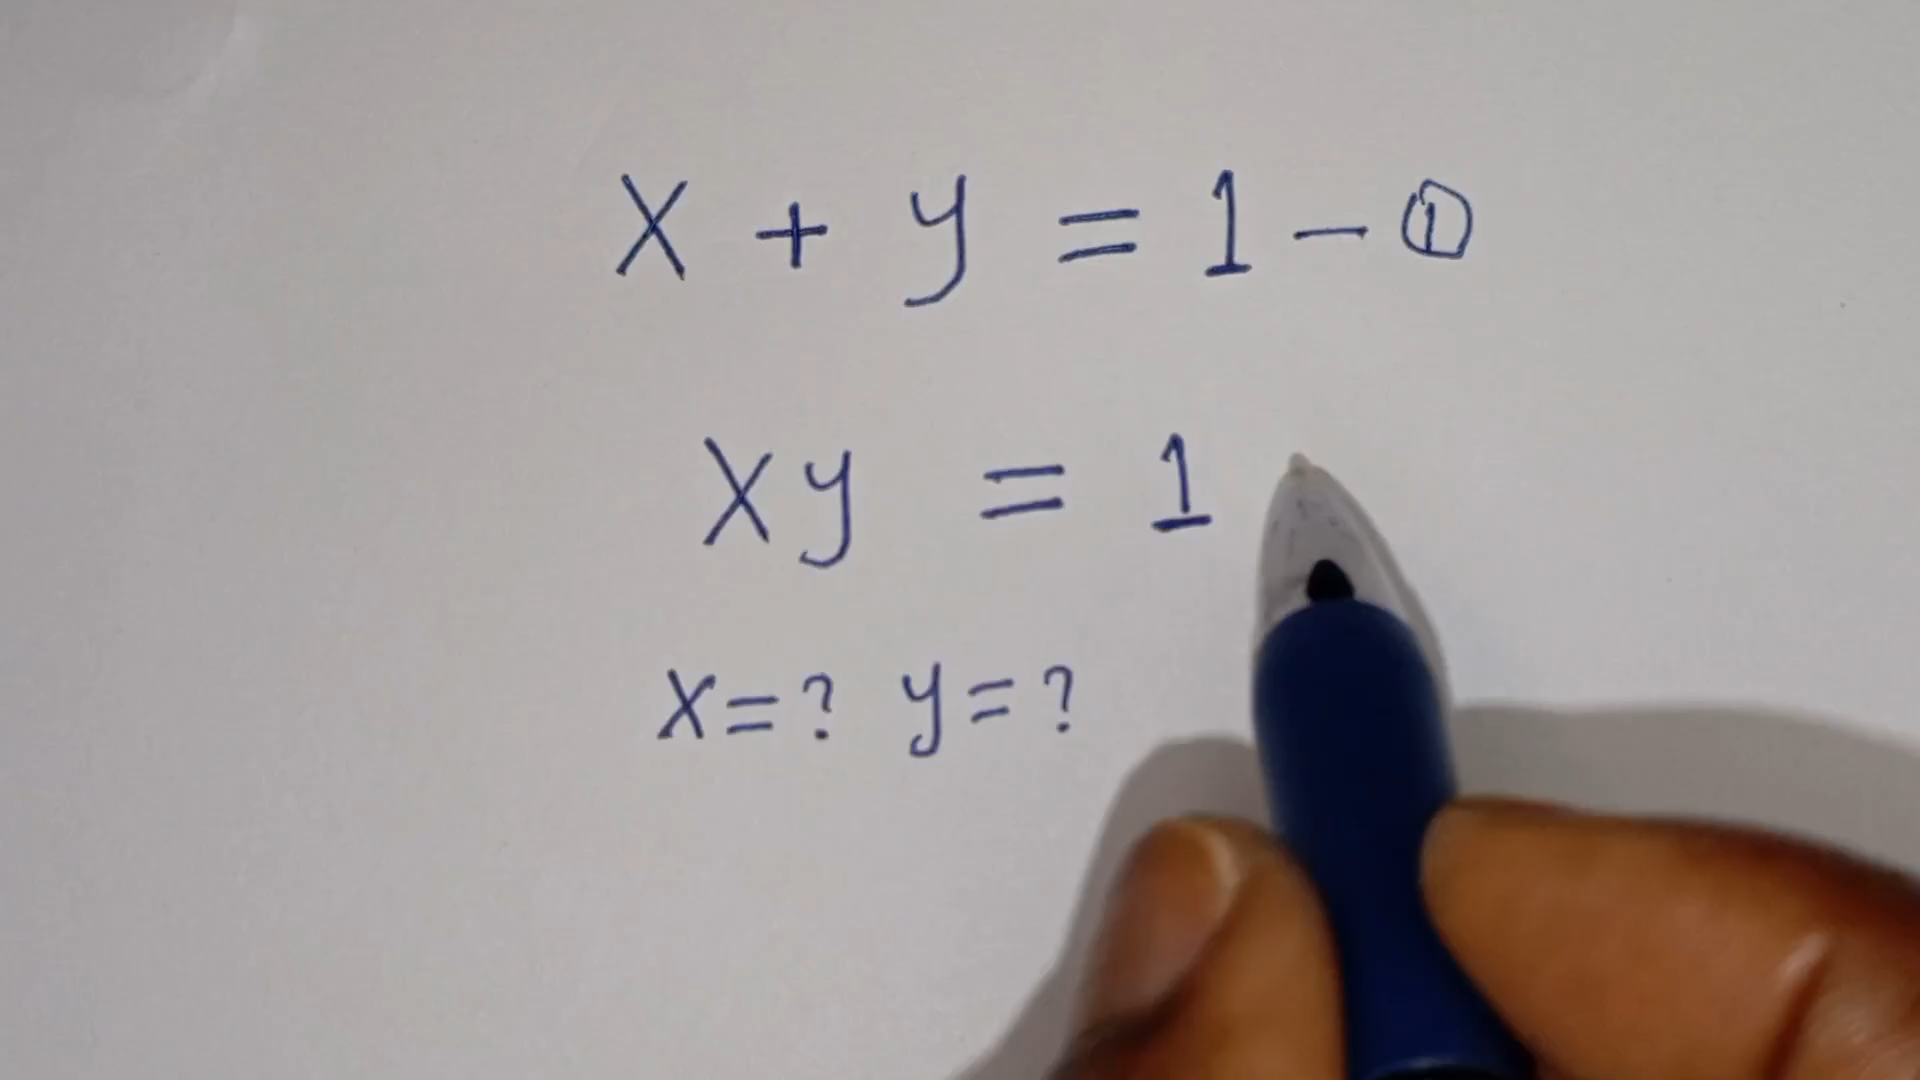 x + y = 1 – ①
xy = 1
x = ? y = ?